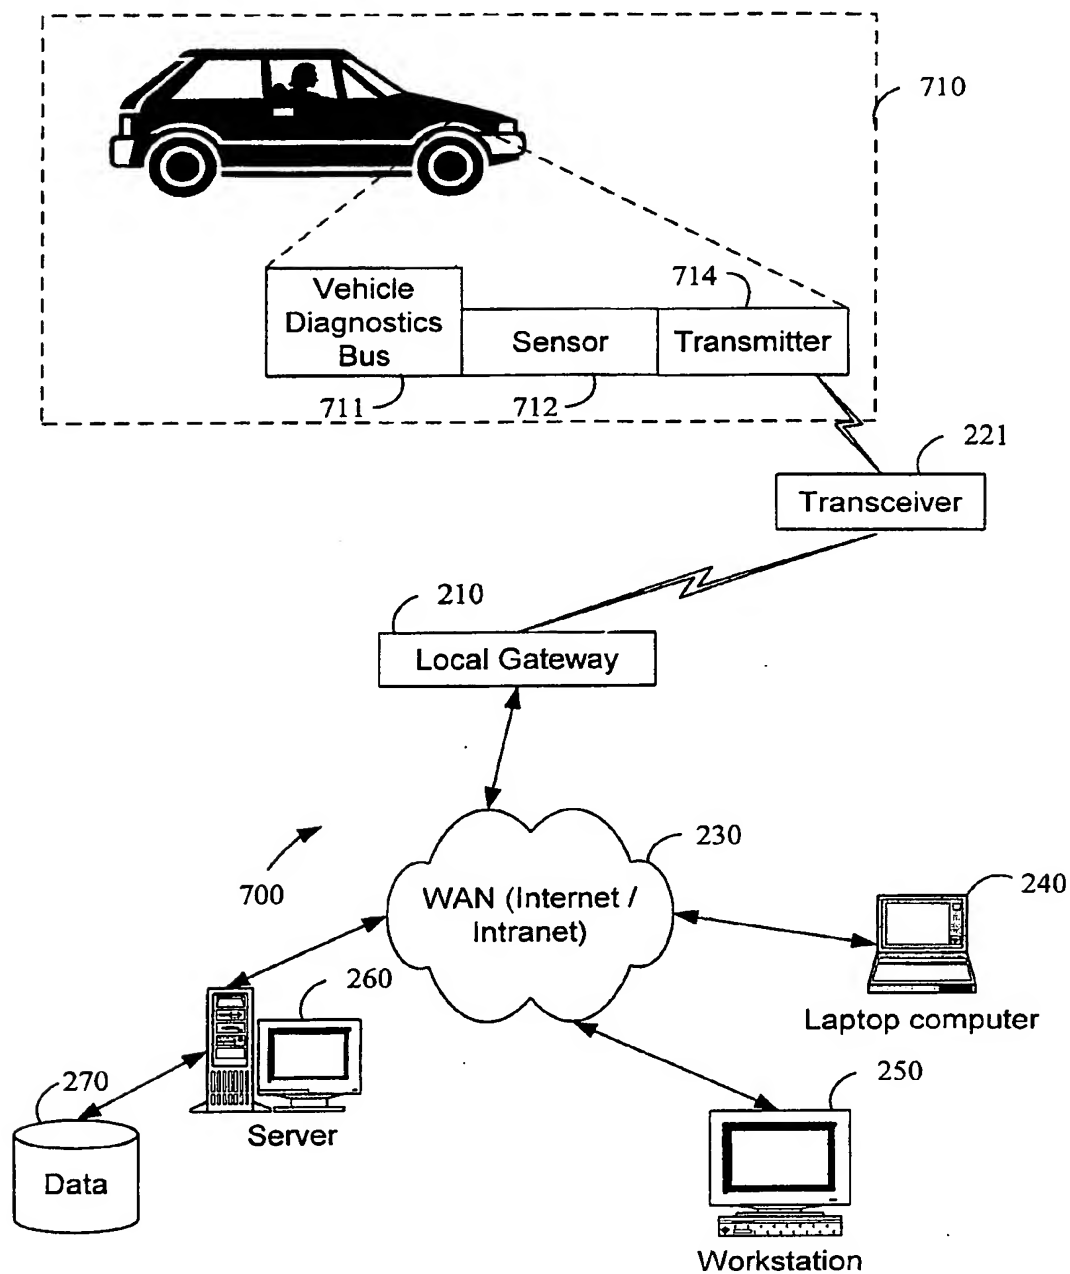 710
714
Vehicle
Diagnostics
Bus
Sensor
Transmitter
711
712
221
Transceiver
210
Local Gateway
230
700
WAN (Internet /
Intranet)
240
Laptop computer
260
270
250
Server
Data
Workstation